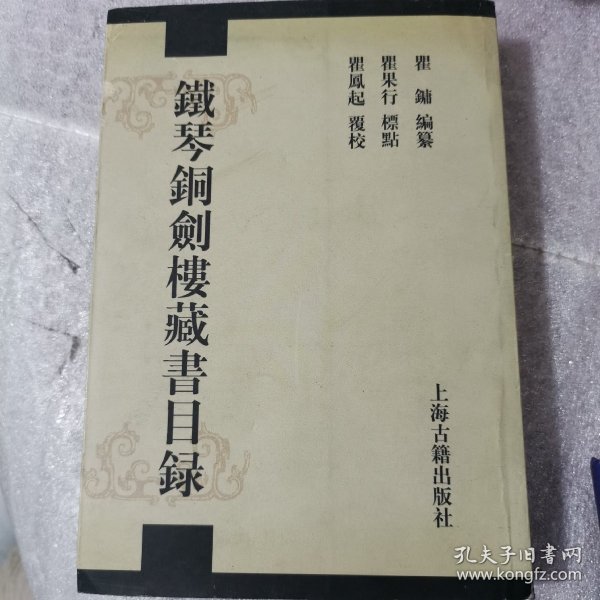 瞿鏞 編纂
瞿果行 標點
瞿鳳起 覆校
鐵琴銅劍樓藏書目録
上海古籍出版社
孔夫子旧书网
www.kongfz.com